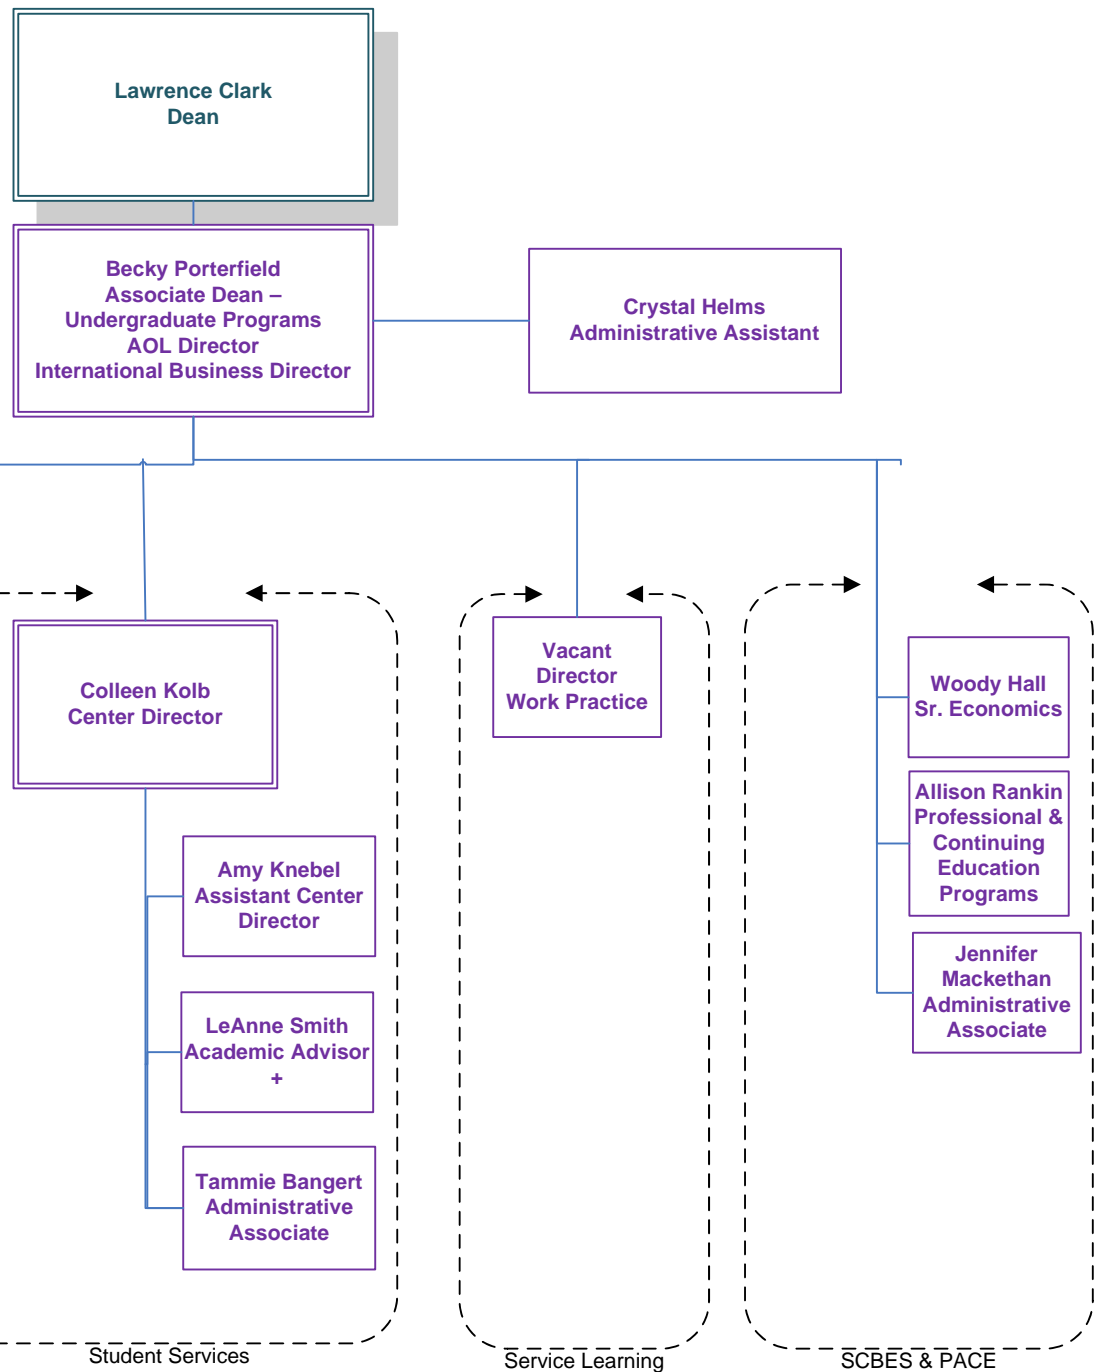 Lawrence Clark
Dean
Becky Porterfield
Associate Dean –
Undergraduate Programs
AOL Director
International Business Director
Crystal Helms
Administrative Assistant
Colleen Kolb
Center Director
Amy Knebel
Assistant Center
Director
LeAnne Smith
Academic Advisor
+
Tammie Bangert
Administrative
Associate
Student Services
Vacant
Director
Work Practice
Service Learning
Woody Hall
Sr. Economics
Allison Rankin
Professional &
Continuing
Education
Programs
Jennifer
Mackethan
Administrative
Associate
SCBES & PACE